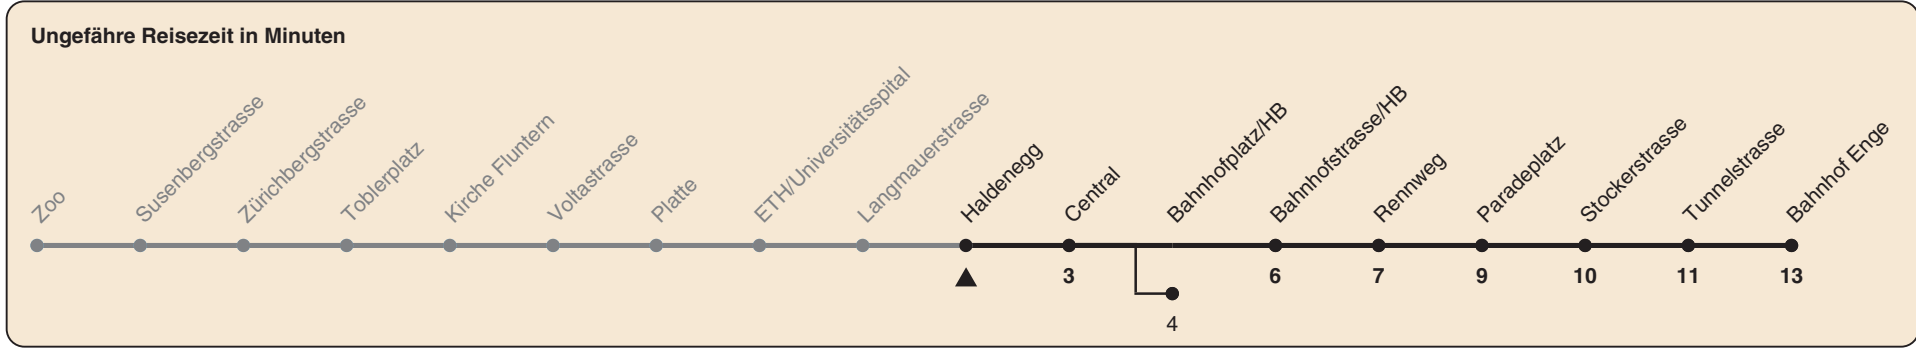 Ungefähre Reisezeit in Minuten
Zoo
Susenbergstrasse
Zürichbergstrasse
Toblerplatz
Kirche Fluntern
Voltastrasse
Platte
ETH/Universitätsspital
Langmauerstrasse
Haldenegg
Central
Bahnhofplatz/HB
Bahnhofstrasse/HB
Rennweg
Paradeplatz
Stockerstrasse
Tunnelstrasse
Bahnhof Enge
3
6
7
9
10
11
13
4